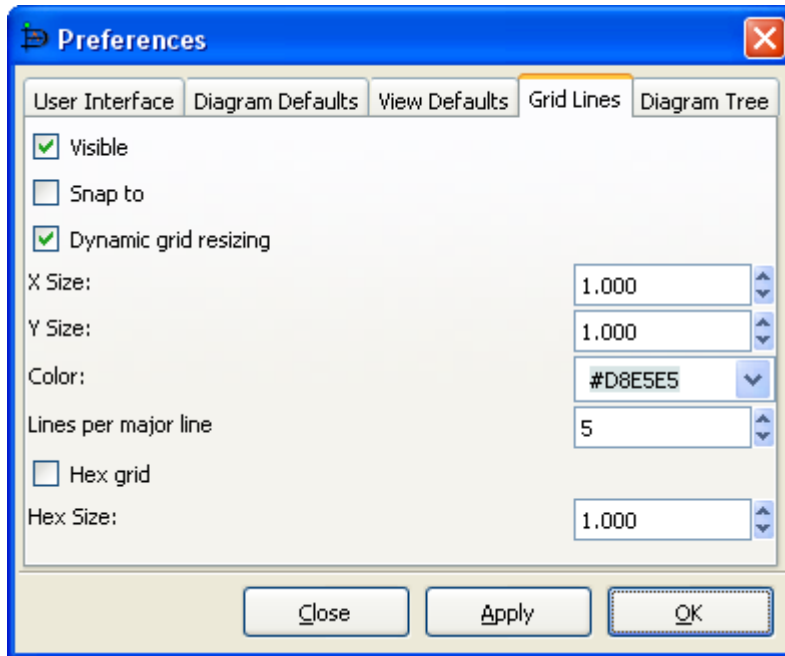 Preferences
User Interface Diagram Defaults View Defaults Grid Lines Diagram Tree
Visible
Snap to
Dynamic grid resizing
X Size: 1.000
Y Size: 1.000
Color: #D8E5E5
Lines per major line 5
Hex grid
Hex Size: 1.000
Close Apply OK